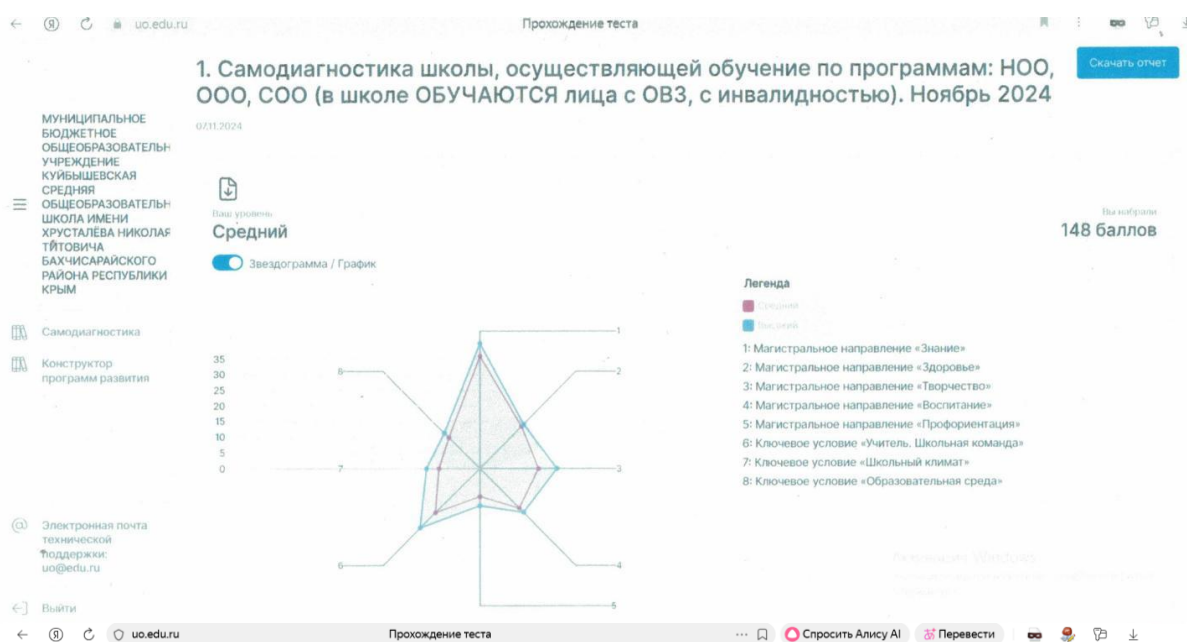 uo.edu.ru
Прохождение теста
1. Самодиагностика школы, осуществляющей обучение по программам: НОО,
ООО, СОО (в школе ОБУЧАЮТСЯ лица с ОВЗ, с инвалидностью). Ноябрь 2024
Скачать отчет
07.11.2024
МУНИЦИПАЛЬНОЕ
БЮДЖЕТНОЕ
ОБЩЕОБРАЗОВАТЕЛЬН
УЧРЕЖДЕНИЕ
КУЙБЫШЕВСКАЯ
СРЕДНЯЯ
ОБЩЕОБРАЗОВАТЕЛЬН
ШКОЛА ИМЕНИ
ХРУСТАЛЁВА НИКОЛАЯ
ТИТОВИЧА
БАХЧИСАРАЙСКОГО
РАЙОНА РЕСПУБЛИКИ
КРЫМ
Самодиагностика
Конструктор
программ развития
Электронная почта
технической
поддержки:
uo@edu.ru
Выйти
Ваш уровень
Средний
Звездограмма / График
Вы набрали
148 баллов
35
30
25
20
15
10
5
0
1
2
3
4
5
6
7
8
Легенда
Средний
Высокий
1: Магистральное направление «Знание»
2: Магистральное направление «Здоровье»
3: Магистральное направление «Творчество»
4: Магистральное направление «Воспитание»
5: Магистральное направление «Профориентация»
6: Ключевое условие «Учитель. Школьная команда»
7: Ключевое условие «Школьный климат»
8: Ключевое условие «Образовательная среда»
Windows
uo.edu.ru
Прохождение теста
Спросить Алису AI
Перевести